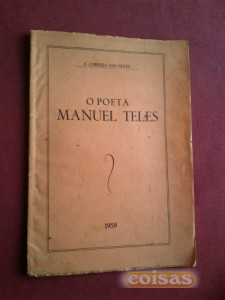 O POETA
MANUEL TELES
1959
coisas